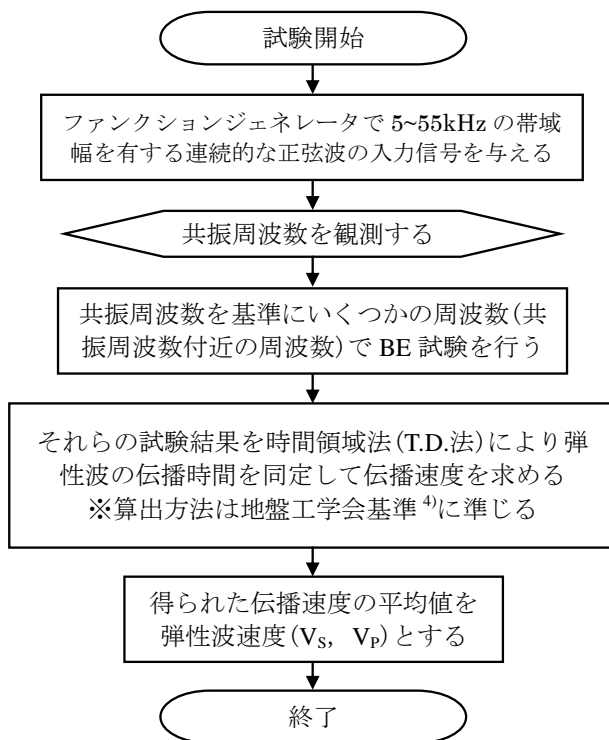 試験開始
ファンクションジェネレータで 5~55kHz の帯域
幅を有する連続的な正弦波の入力信号を与える
共振周波数を観測する
共振周波数を基準にいくつかの周波数(共
振周波数付近の周波数)で BE 試験を行う
それらの試験結果を時間領域法(T.D.法)により弾
性波の伝播時間を同定して伝播速度を求める
※算出方法は地盤工学会基準 4)に準じる
得られた伝播速度の平均値を
弾性波速度(VS, VP)とする
終了